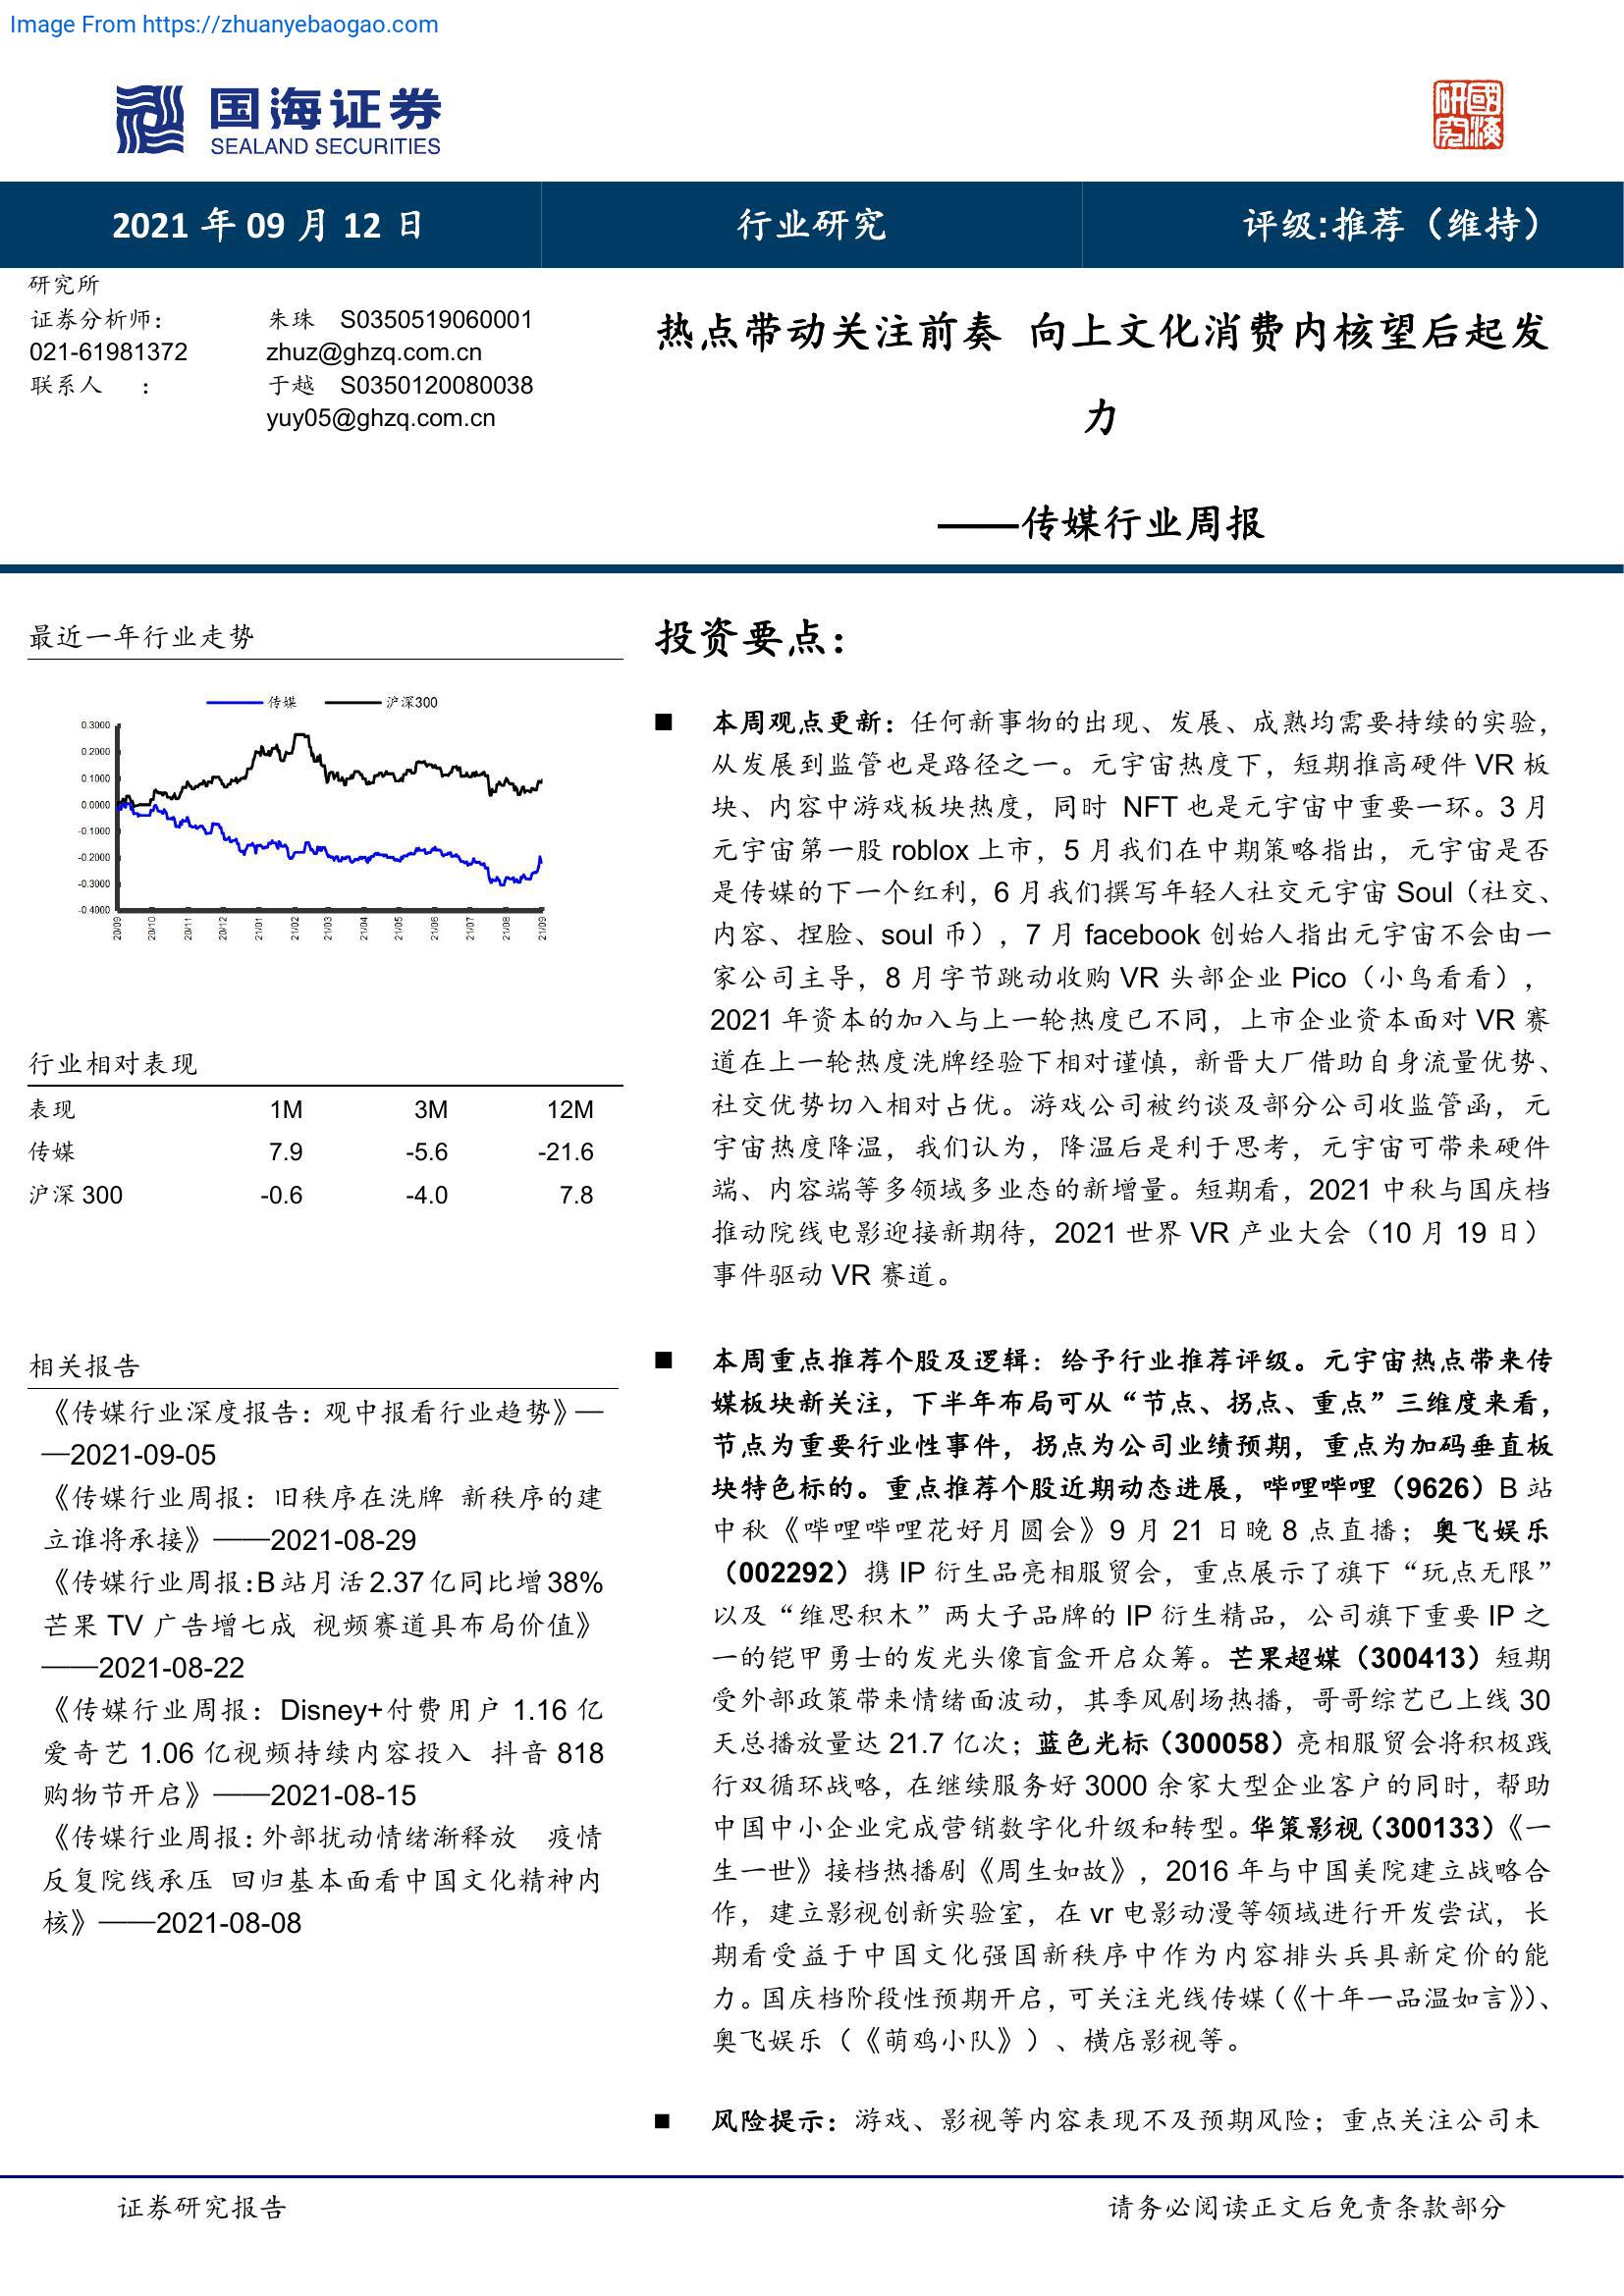 Image From https://zhuanyebaogao.com
国海证券
SEALAND SECURITIES
研究
國海
2021 年 09 月 12 日
行业研究
评级:推荐（维持）
研究所
证券分析师：
朱珠 S0350519060001
021-61981372
zhuz@ghzq.com.cn
联系人 ：
于越 S0350120080038
yuy05@ghzq.com.cn
热点带动关注前奏 向上文化消费内核望后起发
力
——传媒行业周报
最近一年行业走势
传媒
沪深300
0.3000
0.2000
0.1000
0.0000
-0.1000
-0.2000
-0.3000
-0.4000
20/09
20/10
20/11
20/12
21/01
21/02
21/03
21/04
21/05
21/06
21/07
21/08
21/09
行业相对表现
表现 1M 3M 12M
传媒 7.9 -5.6 -21.6
沪深 300 -0.6 -4.0 7.8
相关报告
《传媒行业深度报告：观中报看行业趋势》—
—2021-09-05
《传媒行业周报：旧秩序在洗牌 新秩序的建
立谁将承接》——2021-08-29
《传媒行业周报：B站月活2.37亿同比增38%
芒果 TV 广告增七成 视频赛道具布局价值》
——2021-08-22
《传媒行业周报：Disney+付费用户 1.16 亿
爱奇艺 1.06 亿视频持续内容投入 抖音 818
购物节开启》——2021-08-15
《传媒行业周报：外部扰动情绪渐释放 疫情
反复院线承压 回归基本面看中国文化精神内
核》——2021-08-08
投资要点：
■ 本周观点更新：任何新事物的出现、发展、成熟均需要持续的实验，
从发展到监管也是路径之一。元宇宙热度下，短期推高硬件 VR 板
块、内容中游戏板块热度，同时 NFT 也是元宇宙中重要一环。3 月
元宇宙第一股 roblox 上市，5 月我们在中期策略指出，元宇宙是否
是传媒的下一个红利，6 月我们撰写年轻人社交元宇宙 Soul（社交、
内容、捏脸、soul 币），7 月 facebook 创始人指出元宇宙不会由一
家公司主导，8 月字节跳动收购 VR 头部企业 Pico（小鸟看看），
2021 年资本的加入与上一轮热度已不同，上市企业资本面对 VR 赛
道在上一轮热度洗牌经验下相对谨慎，新晋大厂借助自身流量优势、
社交优势切入相对占优。游戏公司被约谈及部分公司收监管函，元
宇宙热度降温，我们认为，降温后是利于思考，元宇宙可带来硬件
端、内容端等多领域多业态的新增量。短期看，2021 中秋与国庆档
推动院线电影迎接新期待，2021 世界 VR 产业大会（10 月 19 日）
事件驱动 VR 赛道。
■ 本周重点推荐个股及逻辑：给予行业推荐评级。元宇宙热点带来传
媒板块新关注，下半年布局可从“节点、拐点、重点”三维度来看，
节点为重要行业性事件，拐点为公司业绩预期，重点为加码垂直板
块特色标的。重点推荐个股近期动态进展，哔哩哔哩（9626）B 站
中秋《哔哩哔哩花好月圆会》9 月 21 日晚 8 点直播；奥飞娱乐
（002292）携 IP 衍生品亮相服贸会，重点展示了旗下“玩点无限”
以及“维思积木”两大子品牌的 IP 衍生精品，公司旗下重要 IP 之
一的铠甲勇士的发光头像盲盒开启众筹。芒果超媒（300413）短期
受外部政策带来情绪面波动，其季风剧场热播，哥哥综艺已上线 30
天总播放量达 21.7 亿次；蓝色光标（300058）亮相服贸会将积极践
行双循环战略，在继续服务好 3000 余家大型企业客户的同时，帮助
中国中小企业完成营销数字化升级和转型。华策影视（300133）《一
生一世》接档热播剧《周生如故》，2016 年与中国美院建立战略合
作，建立影视创新实验室，在 vr 电影动漫等领域进行开发尝试，长
期看受益于中国文化强国新秩序中作为内容排头兵具新定价的能
力。国庆档阶段性预期开启，可关注光线传媒（《十年一品温如言》）、
奥飞娱乐（《萌鸡小队》）、横店影视等。
■ 风险提示：游戏、影视等内容表现不及预期风险；重点关注公司未
证券研究报告
请务必阅读正文后免责条款部分